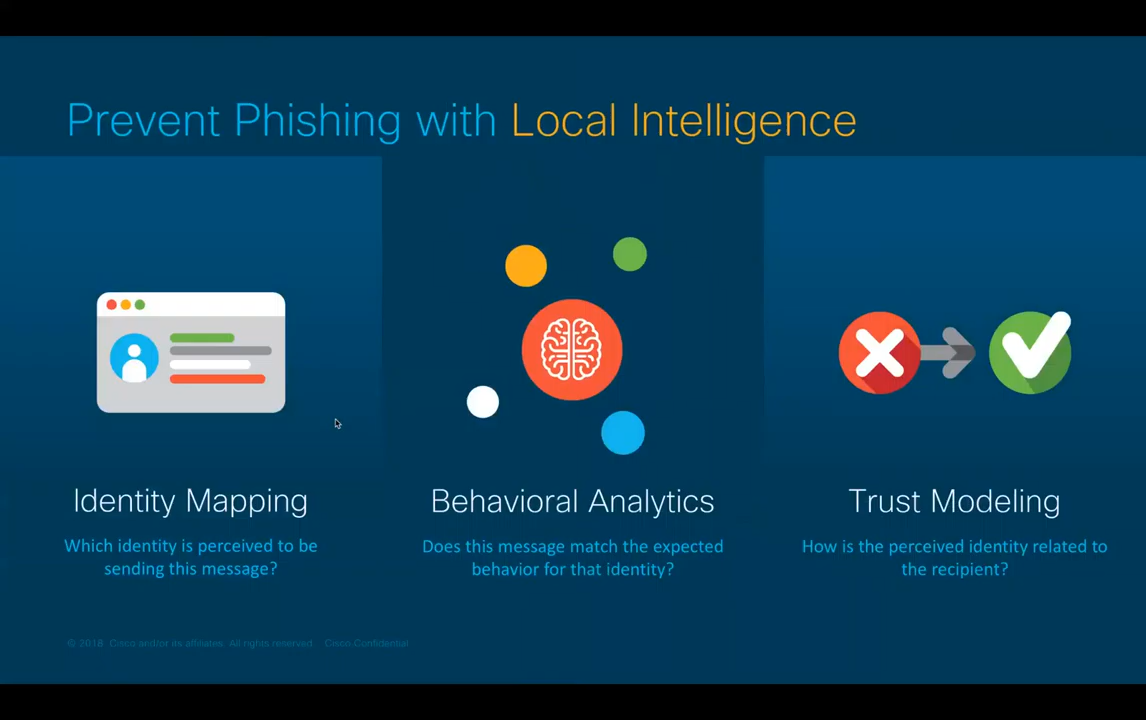 Prevent Phishing with Local Intelligence
Identity Mapping
Which identity is perceived to be
sending this message?
Behavioral Analytics
Does this message match the expected
behavior for that identity?
Trust Modeling
How is the perceived identity related to
the recipient?
© 2018 Cisco and/or its affiliates. All rights reserved. Cisco Confidential